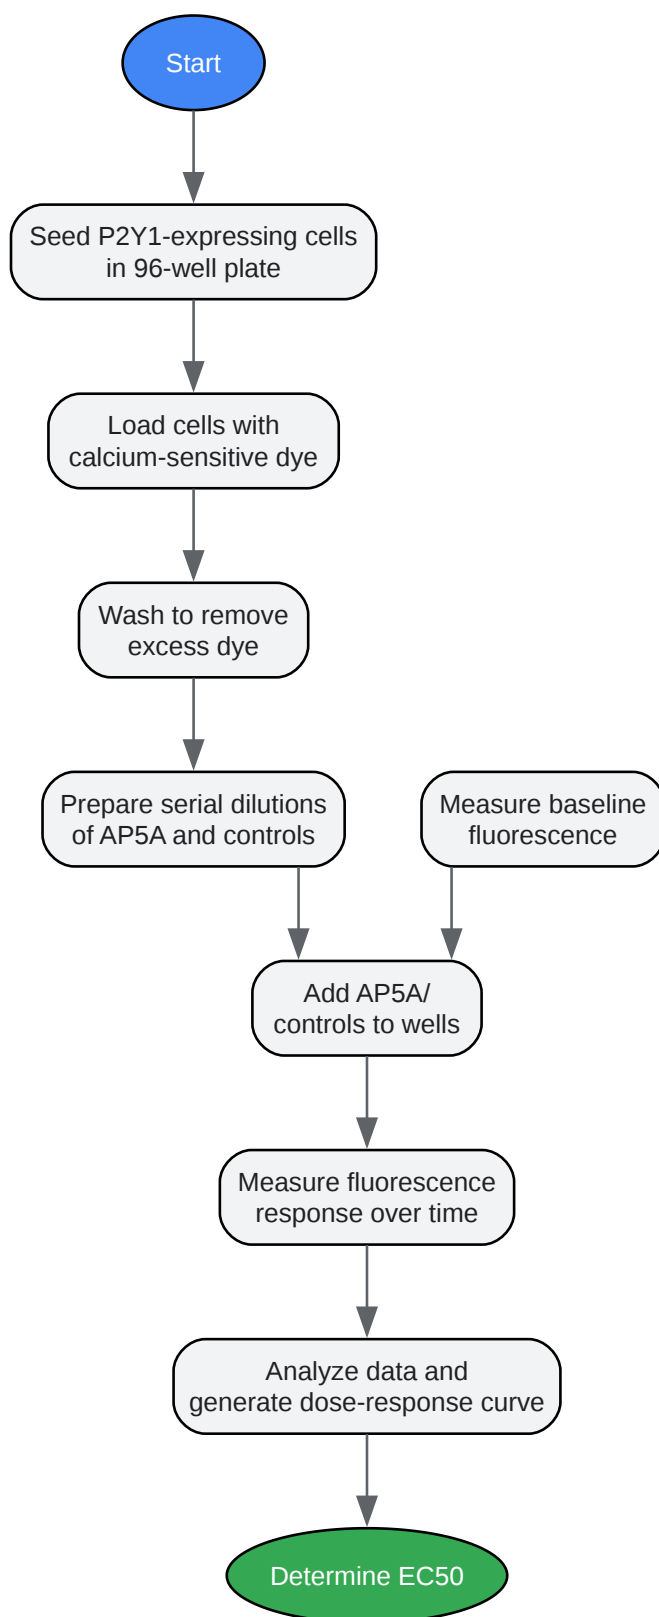 Start
Seed P2Y1-expressing cells
in 96-well plate
Load cells with
calcium-sensitive dye
Wash to remove
excess dye
Prepare serial dilutions
of AP5A and controls
Measure baseline
fluorescence
Add AP5A/
controls to wells
Measure fluorescence
response over time
Analyze data and
generate dose-response curve
Determine EC50